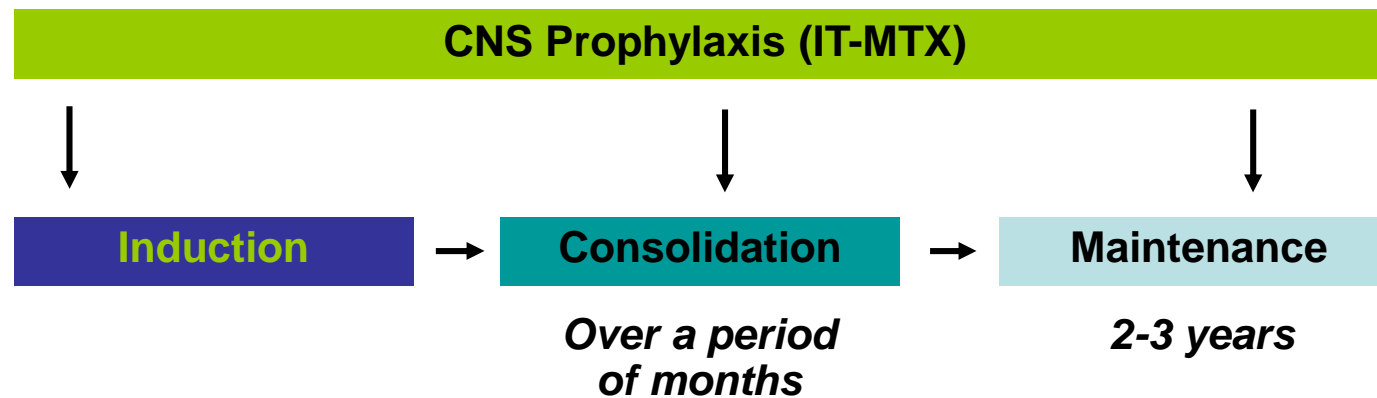 CNS Prophylaxis (IT-MTX)
Induction
Consolidation
Maintenance
Over a period
of months
2-3 years